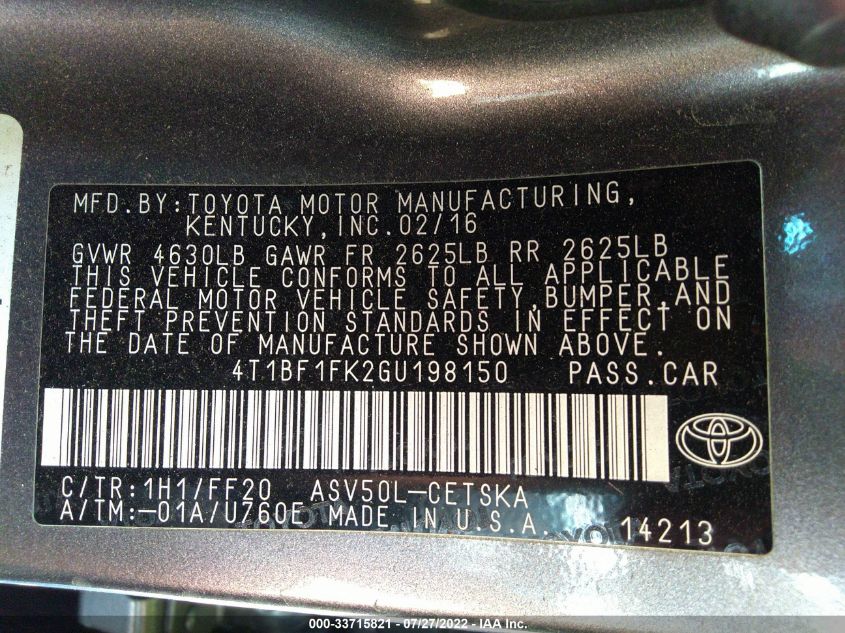 MFD.BY:TOYOTA MOTOR MANUFACTURING,
KENTUCKY,INC.02/16
GVWR 4630LB GAWR FR 2625LB RR 2625LB
THIS VEHICLE CONFORMS TO ALL APPLICABLE
FEDERAL MOTOR VEHICLE SAFETY,BUMPER,AND
THEFT PREVENTION STANDARDS IN EFFECT ON
THE DATE OF MANUFACTURE SHOWN ABOVE.
4T1BF1FK2GU198150 PASS.CAR
C/TR:1H1/FF20 ASV50L-CETSKA
A/TM:-01A/U760E MADE IN U.S.A. 14213
000-33715821 - 07/27/2022 - IAA Inc.